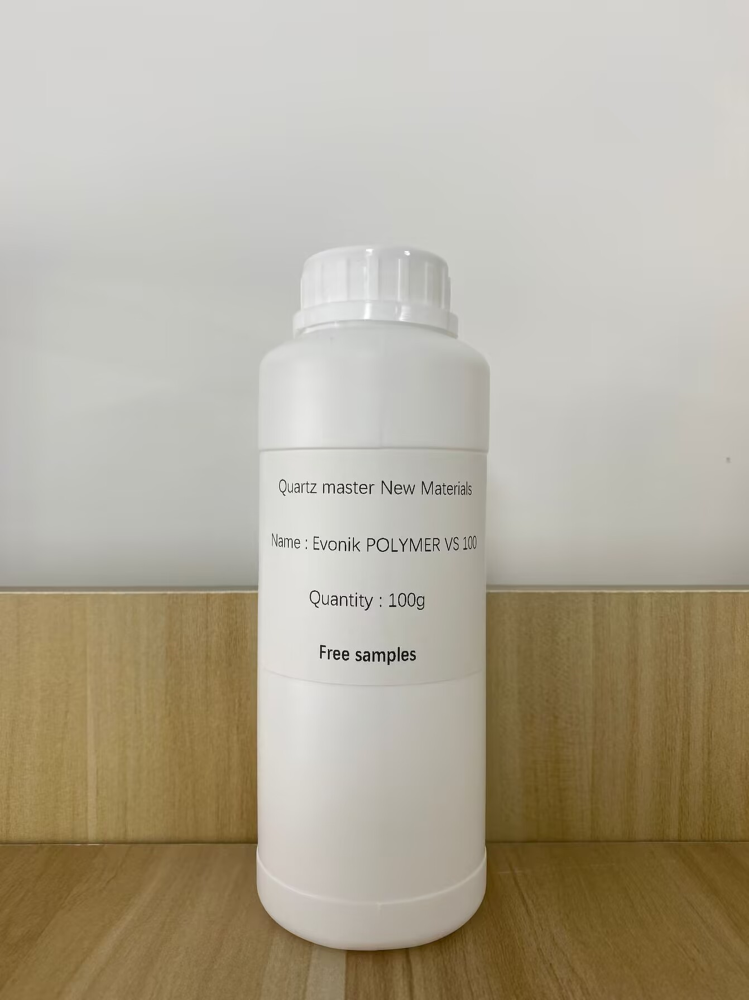 Quartz master New Materials
Name : Evonik POLYMER VS 100
Quantity : 100g
Free samples